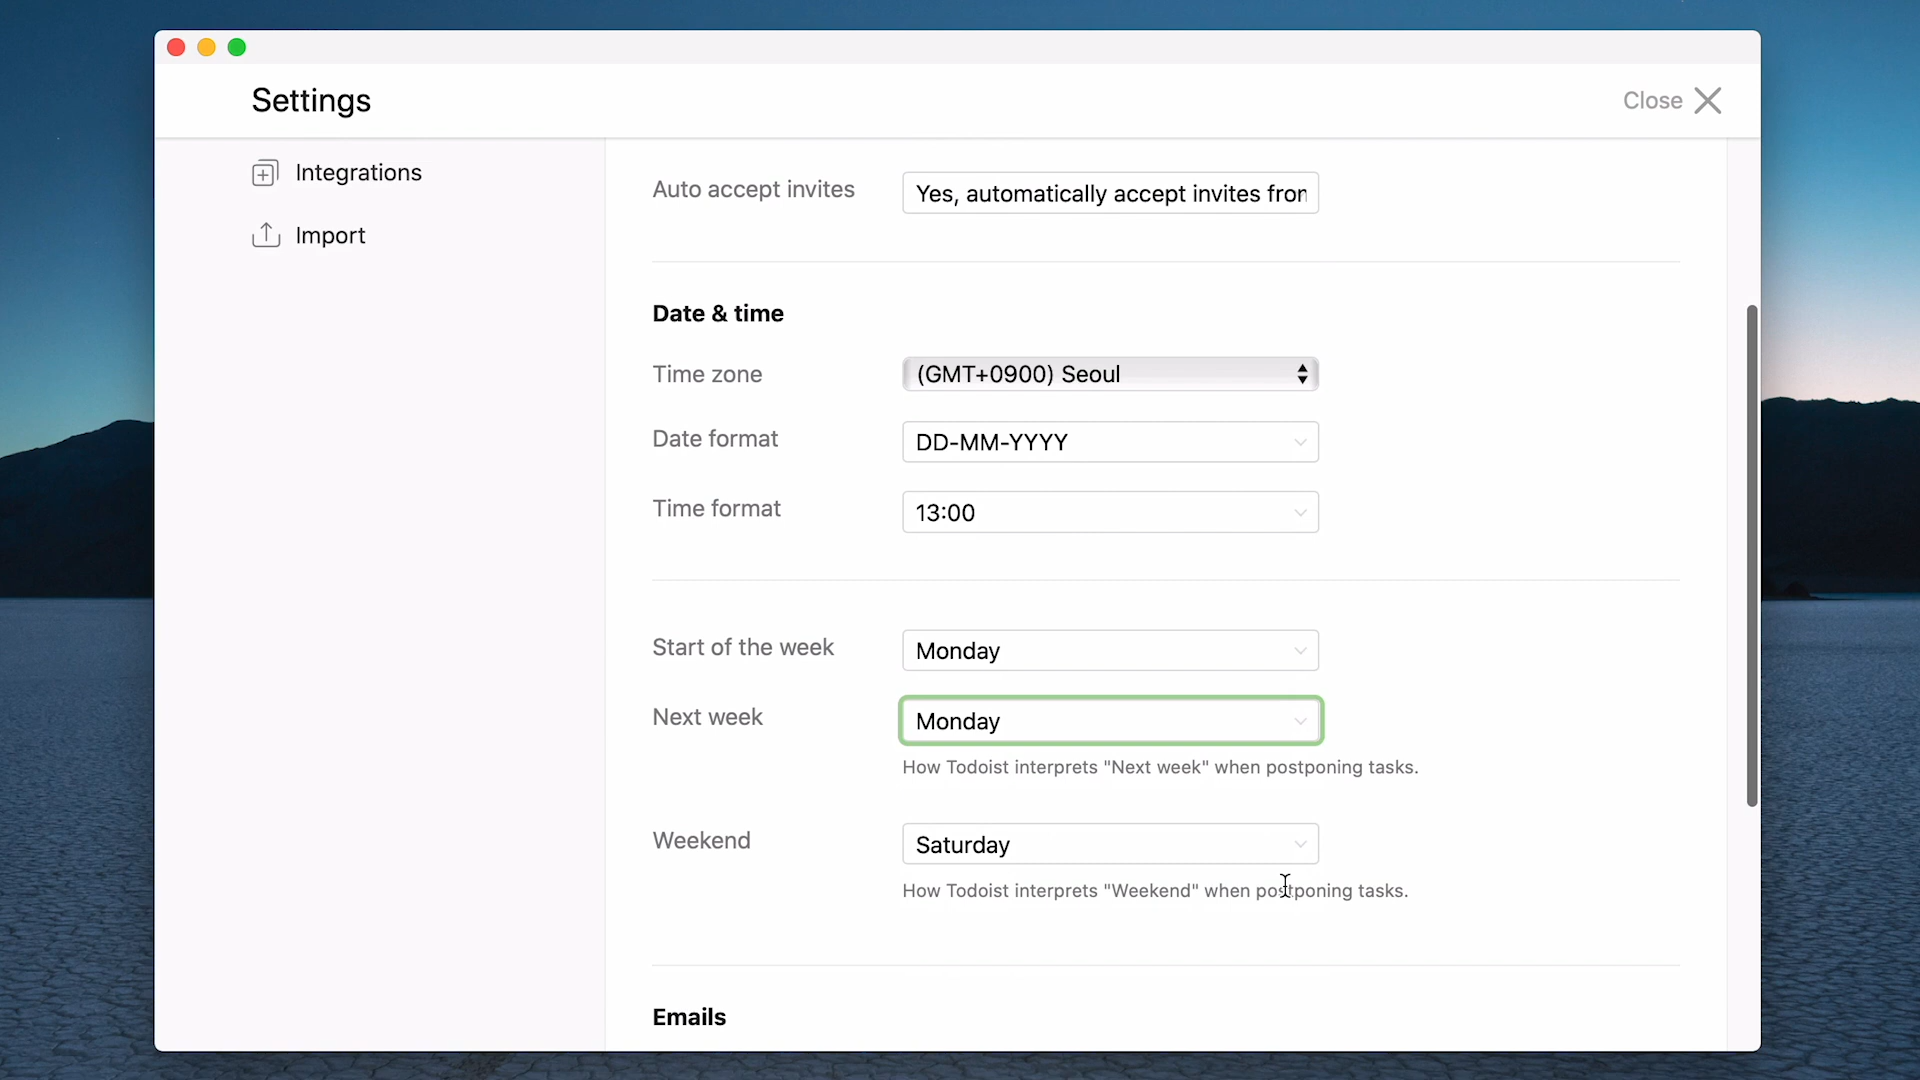 Settings
Close
Integrations
Import
Auto accept invites
Yes, automatically accept invites from
Date & time
Time zone
(GMT+0900) Seoul
Date format
DD-MM-YYYY
Time format
13:00
Start of the week
Monday
Next week
Monday
How Todoist interprets "Next week" when postponing tasks.
Weekend
Saturday
How Todoist interprets "Weekend" when postponing tasks.
Emails